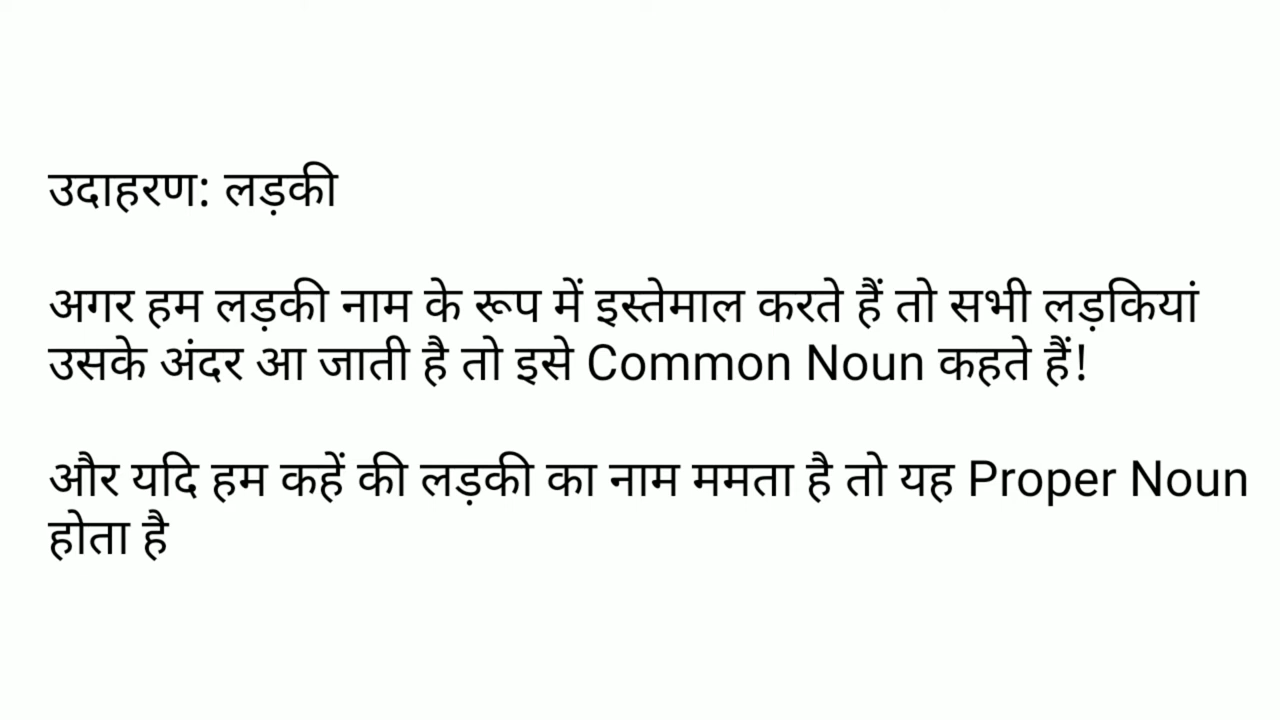 उदाहरण: लड़की
अगर हम लड़की नाम के रूप में इस्तेमाल करते हैं तो सभी लड़कियां
उसके अंदर आ जाती है तो इसे Common Noun कहते हैं!
और यदि हम कहें की लड़की का नाम ममता है तो यह Proper Noun
होता है